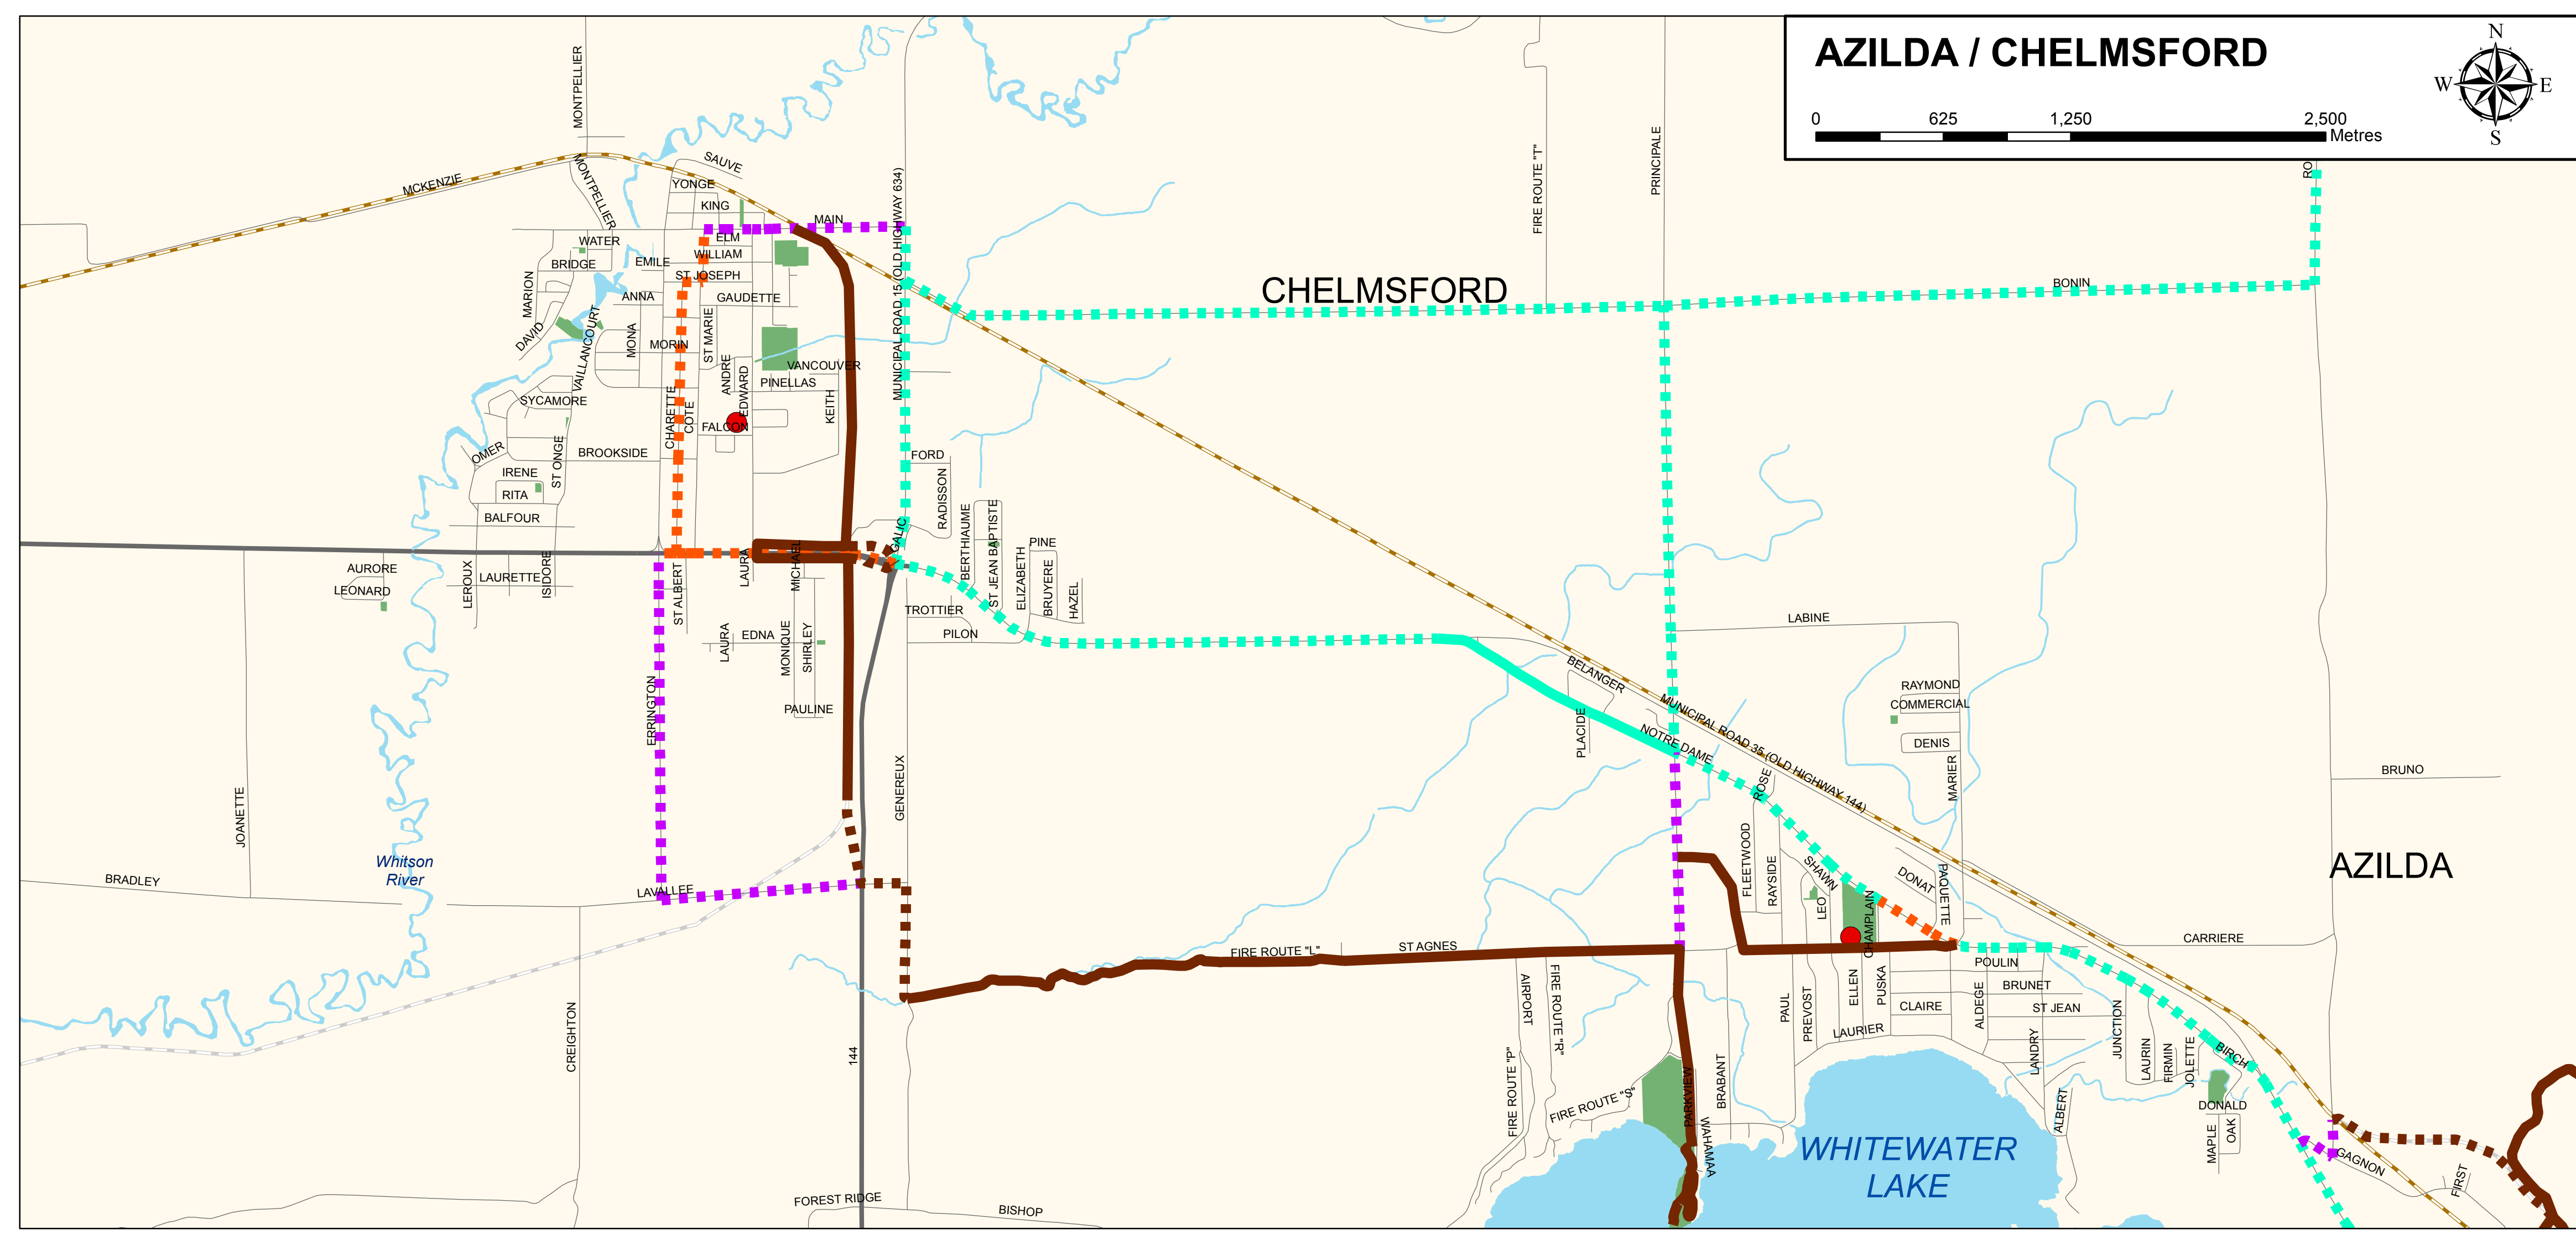 AZILDA / CHELMSFORD
N
W
E
S
0
625
1,250
2,500
Metres
MONTPELLIER
MCKENZIE
MONTPELLIER
SAUVE
YONGE
KING
MAIN
ELM
WATER
WILLIAM
BRIDGE
EMILE
ST JOSEPH
MARION
ANNA
GAUDETTE
DAVID
VAILLANCOURT
MONA
MORIN
ST MARIE
ANDRE
EDWARD
VANCOUVER
PINELLAS
SYCAMORE
CHARETTE
COTE
KEITH
FALCON
OMER
ST ONGE
BROOKSIDE
IRENE
RITA
BALFOUR
MUNICIPAL ROAD 15 (OLD HIGHWAY 634)
FORD
RADISSON
GALIC
BERTHIAUME
ST JEAN BAPTISTE
PINE
ELIZABETH
BRUYERE
HAZEL
AURORE
LEONARD
LEROUX
LAURETTE
ISIDORE
ST ALBERT
LAURA
MICHAEL
TROTTIER
PILON
LAURA
EDNA
MONIQUE
SHIRLEY
PAULINE
ERRINGTON
GENEREUX
JOANETTE
BRADLEY
LAVALLEE
Whitson
River
CREIGHTON
144
FOREST RIDGE
BISHOP
FIRE ROUTE "T"
PRINCIPALE
RO
CHELMSFORD
BONIN
LABINE
BELANGER
PLACIDE
NOTRE DAME
MUNICIPAL ROAD 35 (OLD HIGHWAY 144)
RAYMOND
COMMERCIAL
DENIS
MARIER
BRUNO
ROSE
FLEETWOOD
RAYSIDE
SHAWN
LEO
CHAMPLAIN
DONAT
PAQUETTE
AZILDA
CARRIERE
FIRE ROUTE "L"
ST AGNES
AIRPORT
FIRE ROUTE "R"
FIRE ROUTE "P"
FIRE ROUTE "S"
PARKVIEW
WAHAMAA
BRABANT
PAUL
PREVOST
ELLEN
PUSKA
LAURIER
POULIN
BRUNET
CLAIRE
ALDEGE
ST JEAN
LANDRY
ALBERT
JUNCTION
LAURIN
FIRMIN
JOLETTE
BIRCH
DONALD
MAPLE
OAK
GAGNON
FIRST
WHITEWATER
LAKE